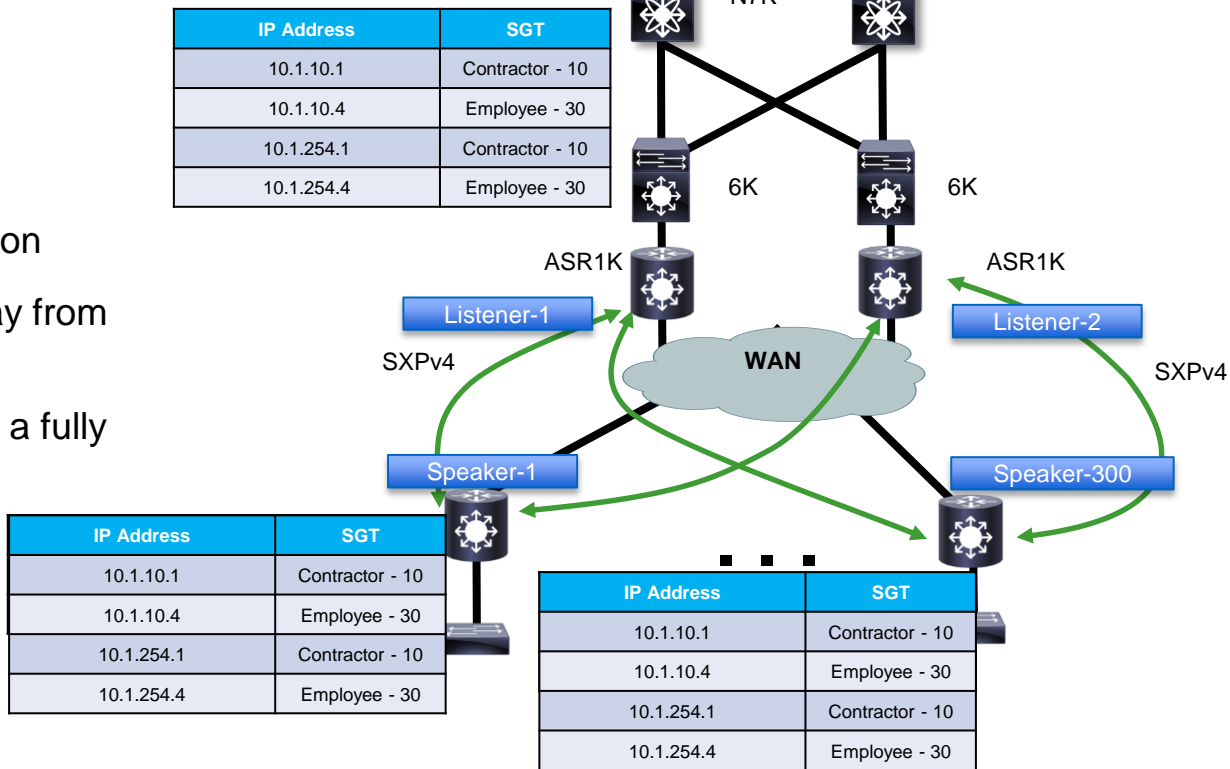 N7K
IP Address SGT
10.1.10.1 Contractor - 10
10.1.10.4 Employee - 30
10.1.254.1 Contractor - 10
10.1.254.4 Employee - 30
6K 6K
on
ay from
a fully
ASR1K ASR1K
Listener-1 Listener-2
SXPv4 WAN SXPv4
Speaker-1 Speaker-300
IP Address SGT
10.1.10.1 Contractor - 10
10.1.10.4 Employee - 30
10.1.254.1 Contractor - 10
10.1.254.4 Employee - 30
. . .
IP Address SGT
10.1.10.1 Contractor - 10
10.1.10.4 Employee - 30
10.1.254.1 Contractor - 10
10.1.254.4 Employee - 30